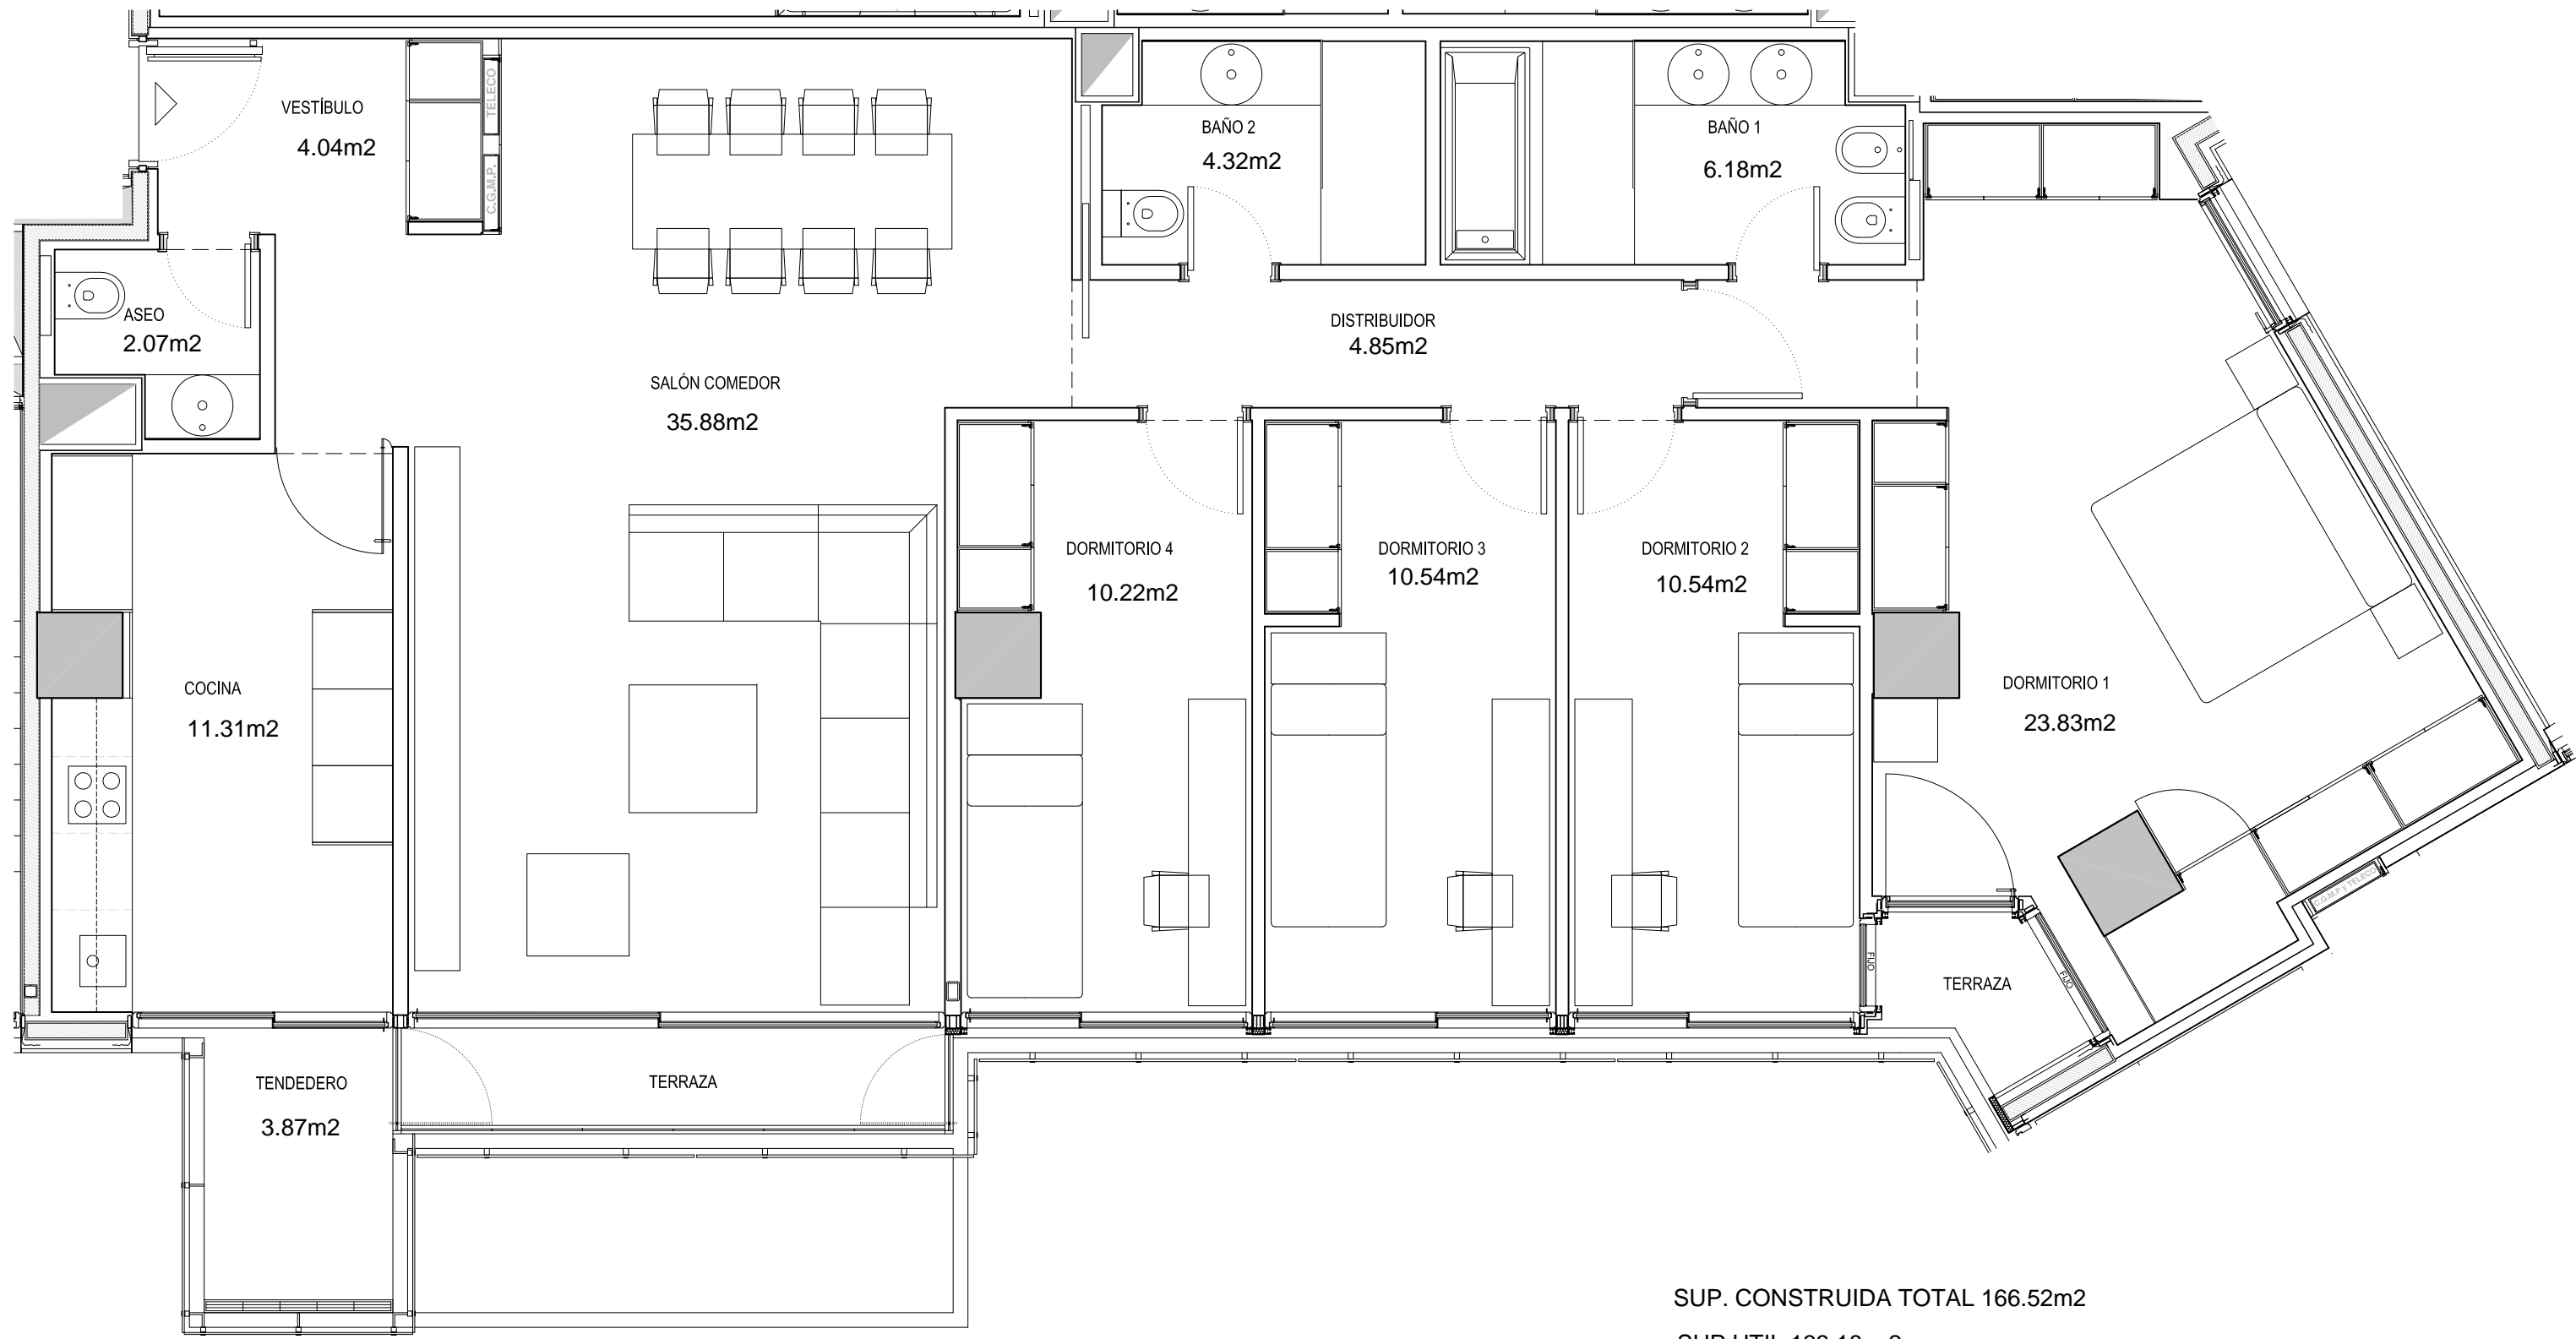 VESTÍBULO
4.04m2
TELECO
C.G.M.P.
BAÑO 2
4.32m2
BAÑO 1
6.18m2
ASEO
2.07m2
DISTRIBUIDOR
4.85m2
SALÓN COMEDOR
35.88m2
DORMITORIO 4
10.22m2
DORMITORIO 3
10.54m2
DORMITORIO 2
10.54m2
COCINA
11.31m2
DORMITORIO 1
23.83m2
C.G.M.P y TELECO
FIJO
FIJO
TERRAZA
TENDEDERO
3.87m2
TERRAZA
SUP. CONSTRUIDA TOTAL 166.52m2